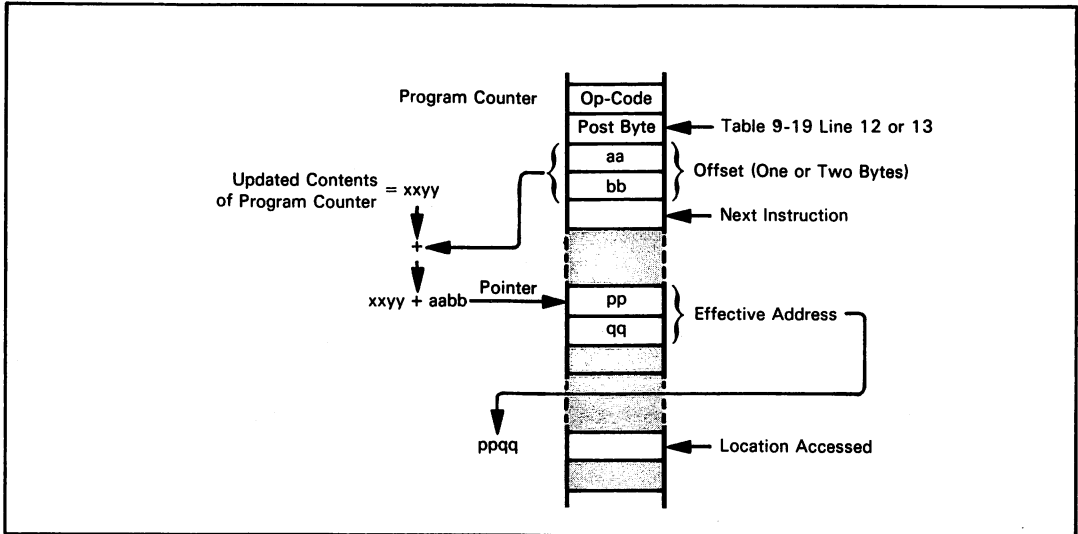 Program Counter
Op-Code
Post Byte
Table 9-19 Line 12 or 13
aa
bb
Offset (One or Two Bytes)
Updated Contents
of Program Counter
= xxyy
Next Instruction
+
xxyy + aabb
Pointer
pp
qq
Effective Address
ppqq
Location Accessed